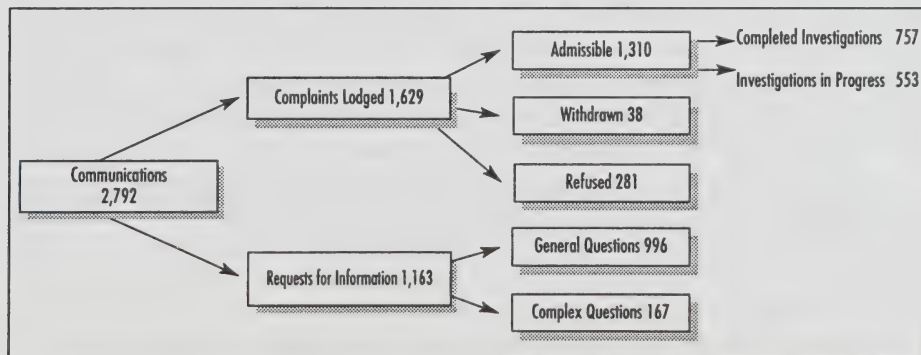 Communications
2,792
Complaints Lodged 1,629
Requests for Information 1,163
Admissible 1,310
Withdrawn 38
Refused 281
General Questions 996
Complex Questions 167
Completed Investigations 757
Investigations in Progress 553